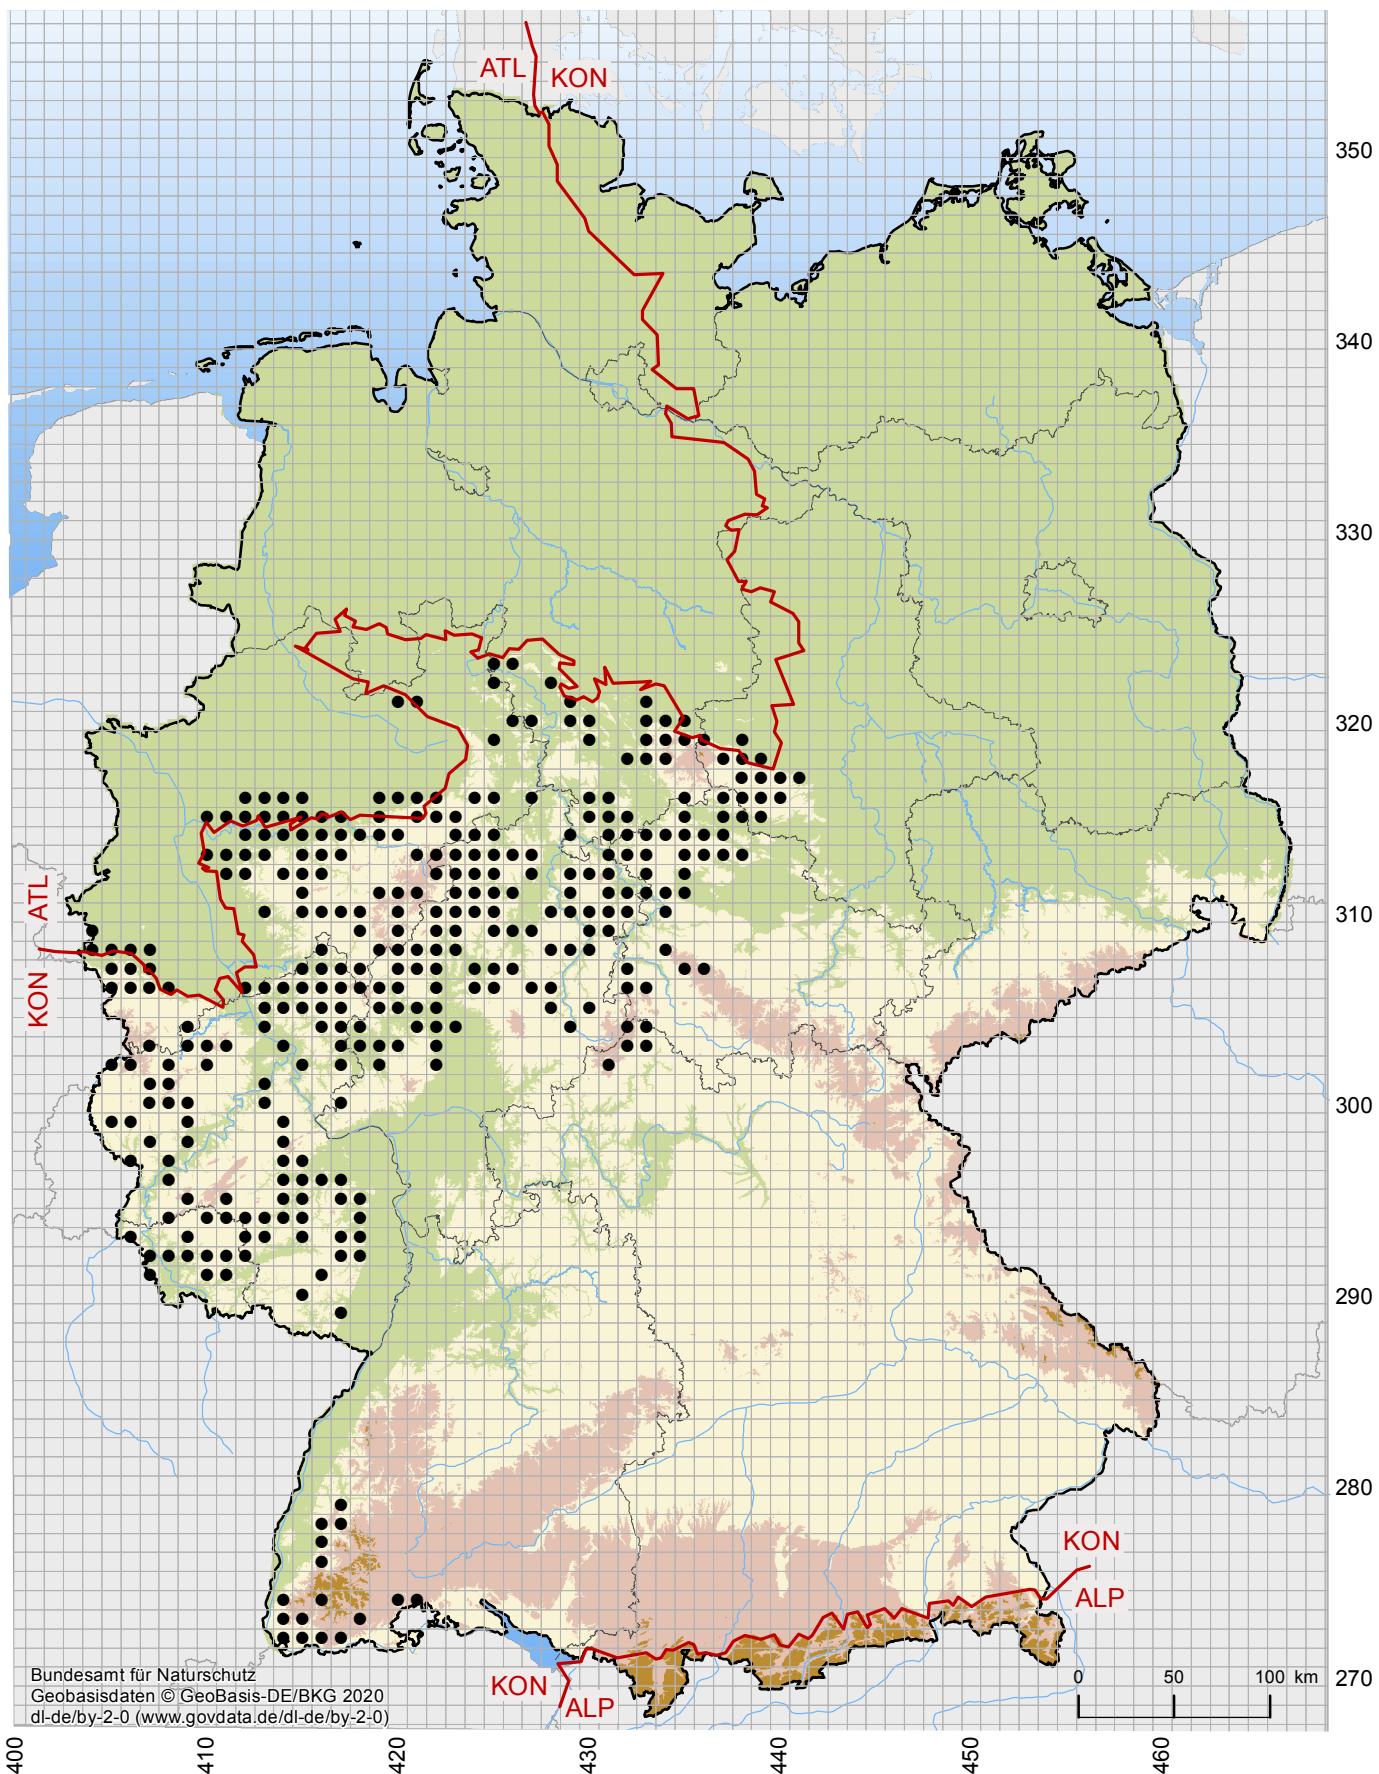 ATL
KON
350
340
330
320
310
300
290
280
270
ATL
KON
KON
ALP
KON
ALP
Bundesamt für Naturschutz
Geobasisdaten © GeoBasis-DE/BKG 2020
dl-de/by-2-0 (www.govdata.de/dl-de/by-2-0)
0 50 100 km
400 410 420 430 440 450 460